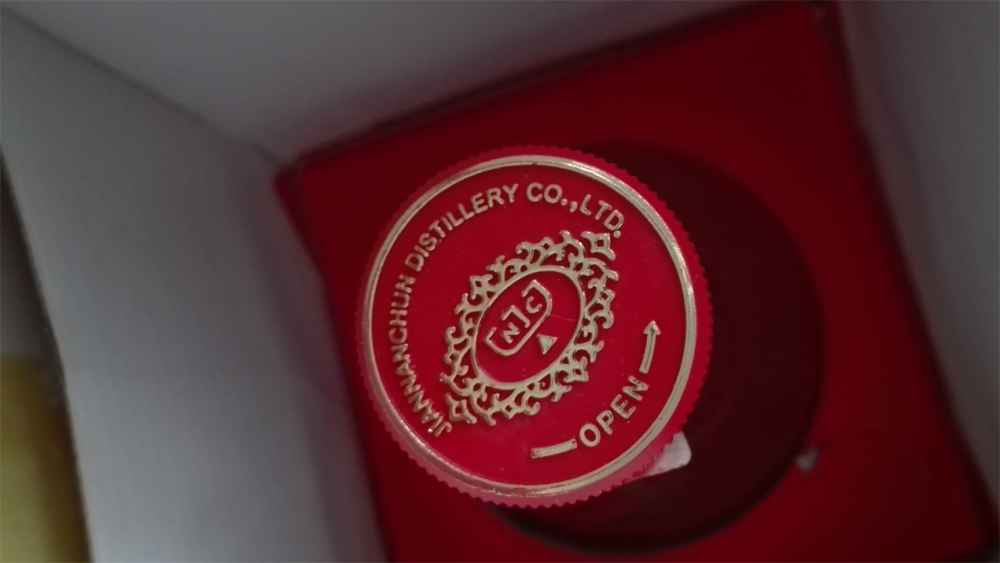 JIANNANCHUN DISTILLERY CO.,LTD.
NJC
OPEN